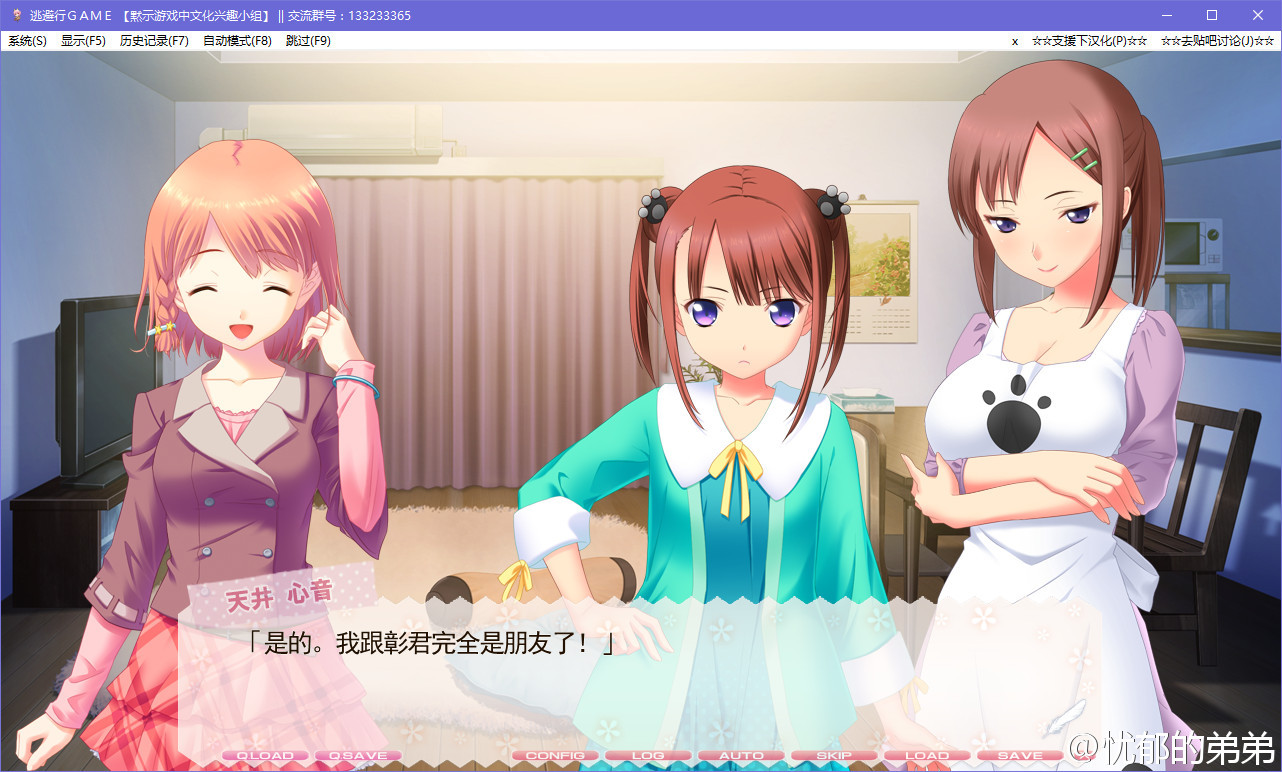 逃避行GAME 【默示游戏中文化兴趣小组】 || 交流群号：133233365
系统(S) 显示(F5) 历史记录(F7) 自动模式(F8) 跳过(F9) x ☆☆支援下汉化(P)☆☆ ☆☆去贴吧讨论(J)☆☆
天井 心音
「是的。我跟彰君完全是朋友了！」
Q.LOAD Q.SAVE CONFIG LOG AUTO SKIP LOAD SAVE
@忧郁的弟弟